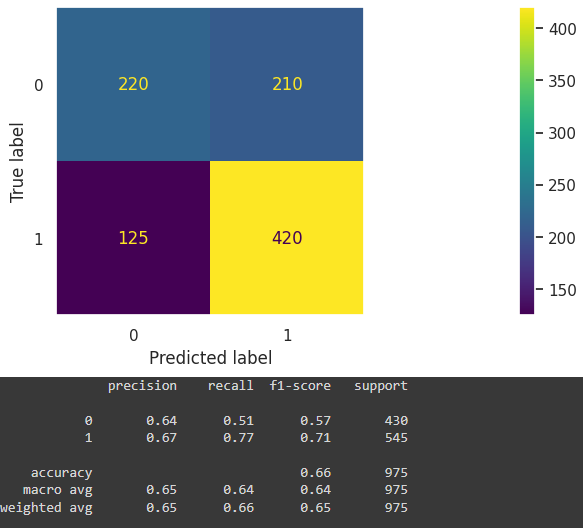 400
350
300
250
200
150
True label
0
220 210
1
125 420
0 1
Predicted label
precision recall f1-score support
0 0.64 0.51 0.57 430
1 0.67 0.77 0.71 545
accuracy 0.66 975
macro avg 0.65 0.64 0.64 975
weighted avg 0.65 0.66 0.65 975